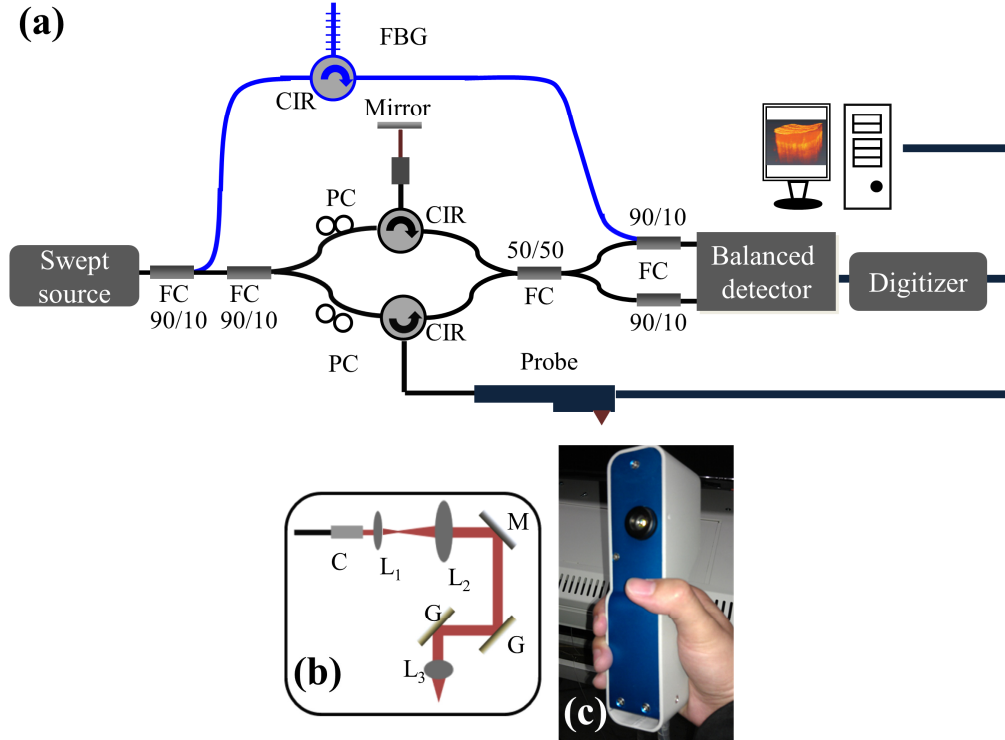 (a)
FBG
CIR
Mirror
PC
CIR
90/10
50/50
Swept
source
FC
FC
FC
FC
Balanced
detector
Digitizer
90/10
90/10
90/10
CIR
PC
Probe
C
L1
L2
M
G
G
L3
(b)
(c)